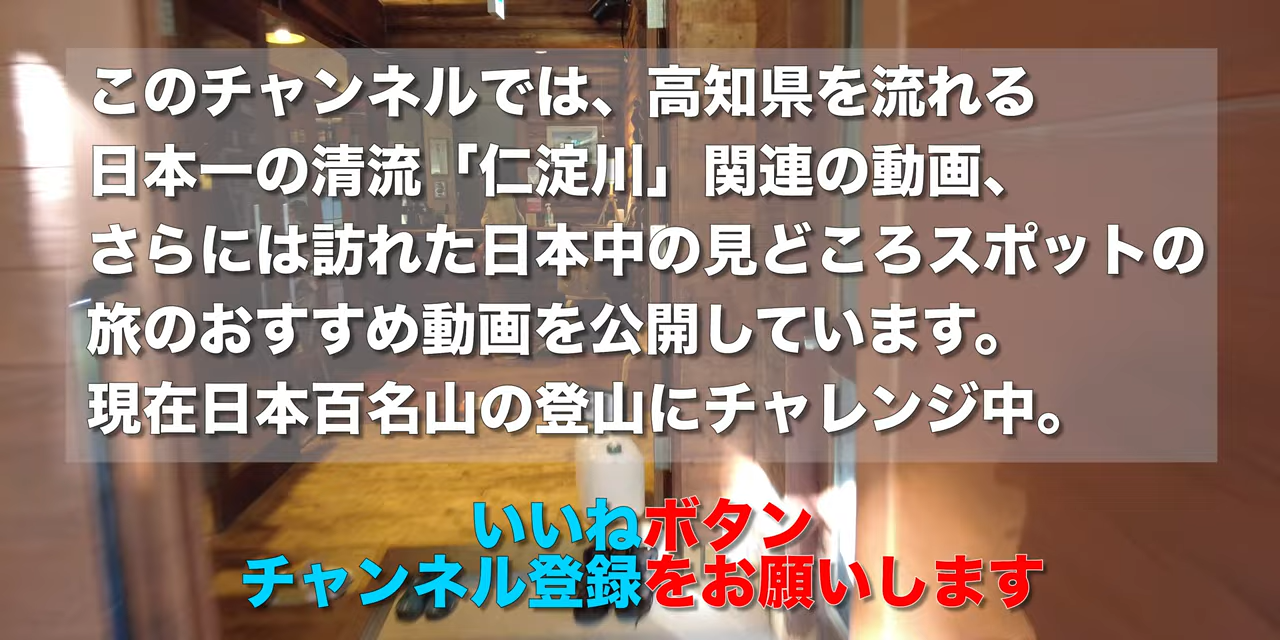 このチャンネルでは、高知県を流れる
日本一の清流「仁淀川」関連の動画、
さらには訪れた日本中の見どころスポットの
旅のおすすめ動画を公開しています。
現在日本百名山の登山にチャレンジ中。
いいねボタン
チャンネル登録をお願いします